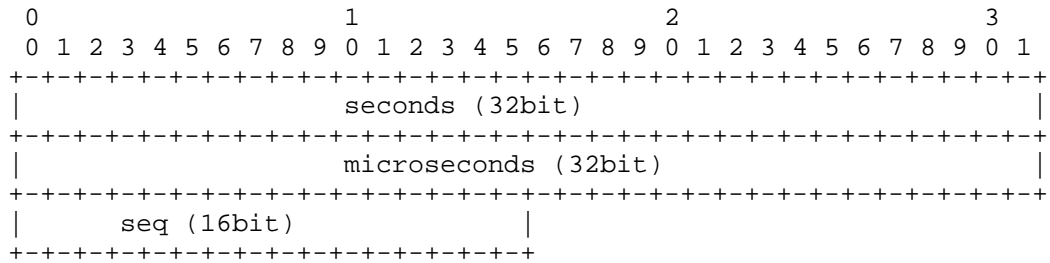 0                   1                   2                   3
 0 1 2 3 4 5 6 7 8 9 0 1 2 3 4 5 6 7 8 9 0 1 2 3 4 5 6 7 8 9 0 1
+-+-+-+-+-+-+-+-+-+-+-+-+-+-+-+-+-+-+-+-+-+-+-+-+-+-+-+-+-+-+-+-+
|                    seconds (32bit)                            |
+-+-+-+-+-+-+-+-+-+-+-+-+-+-+-+-+-+-+-+-+-+-+-+-+-+-+-+-+-+-+-+-+
|                    microseconds (32bit)                       |
+-+-+-+-+-+-+-+-+-+-+-+-+-+-+-+-+-+-+-+-+-+-+-+-+-+-+-+-+-+-+-+-+
|      seq (16bit)              |
+-+-+-+-+-+-+-+-+-+-+-+-+-+-+-+-+